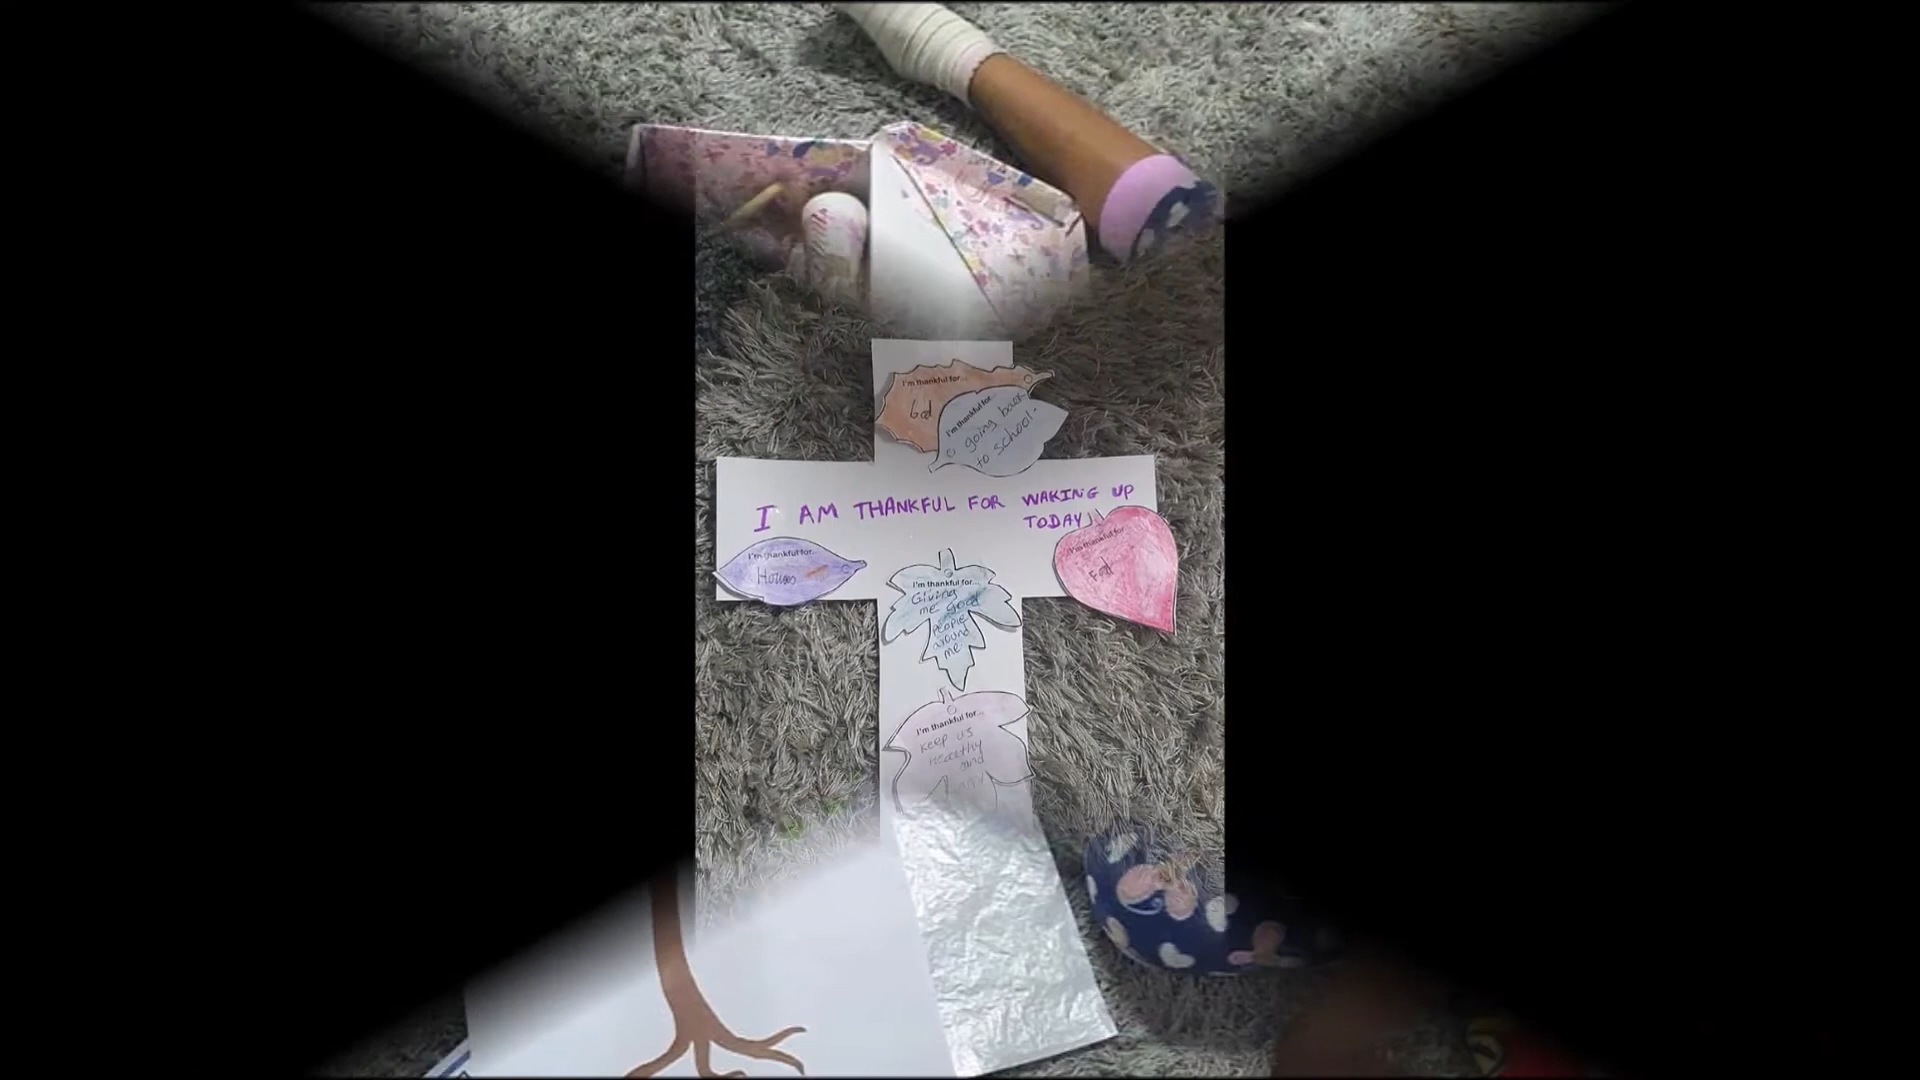 I'm thankful for...
God
I'm thankful for...
going back
to school.
I AM THANKFUL FOR WAKING UP
TODAY
I'm thankful for...
I'm thankful for...
Giving
me good
people
around
me
I'm thankful for...
Food
I'm thankful for...
Keep us
Healthy
and